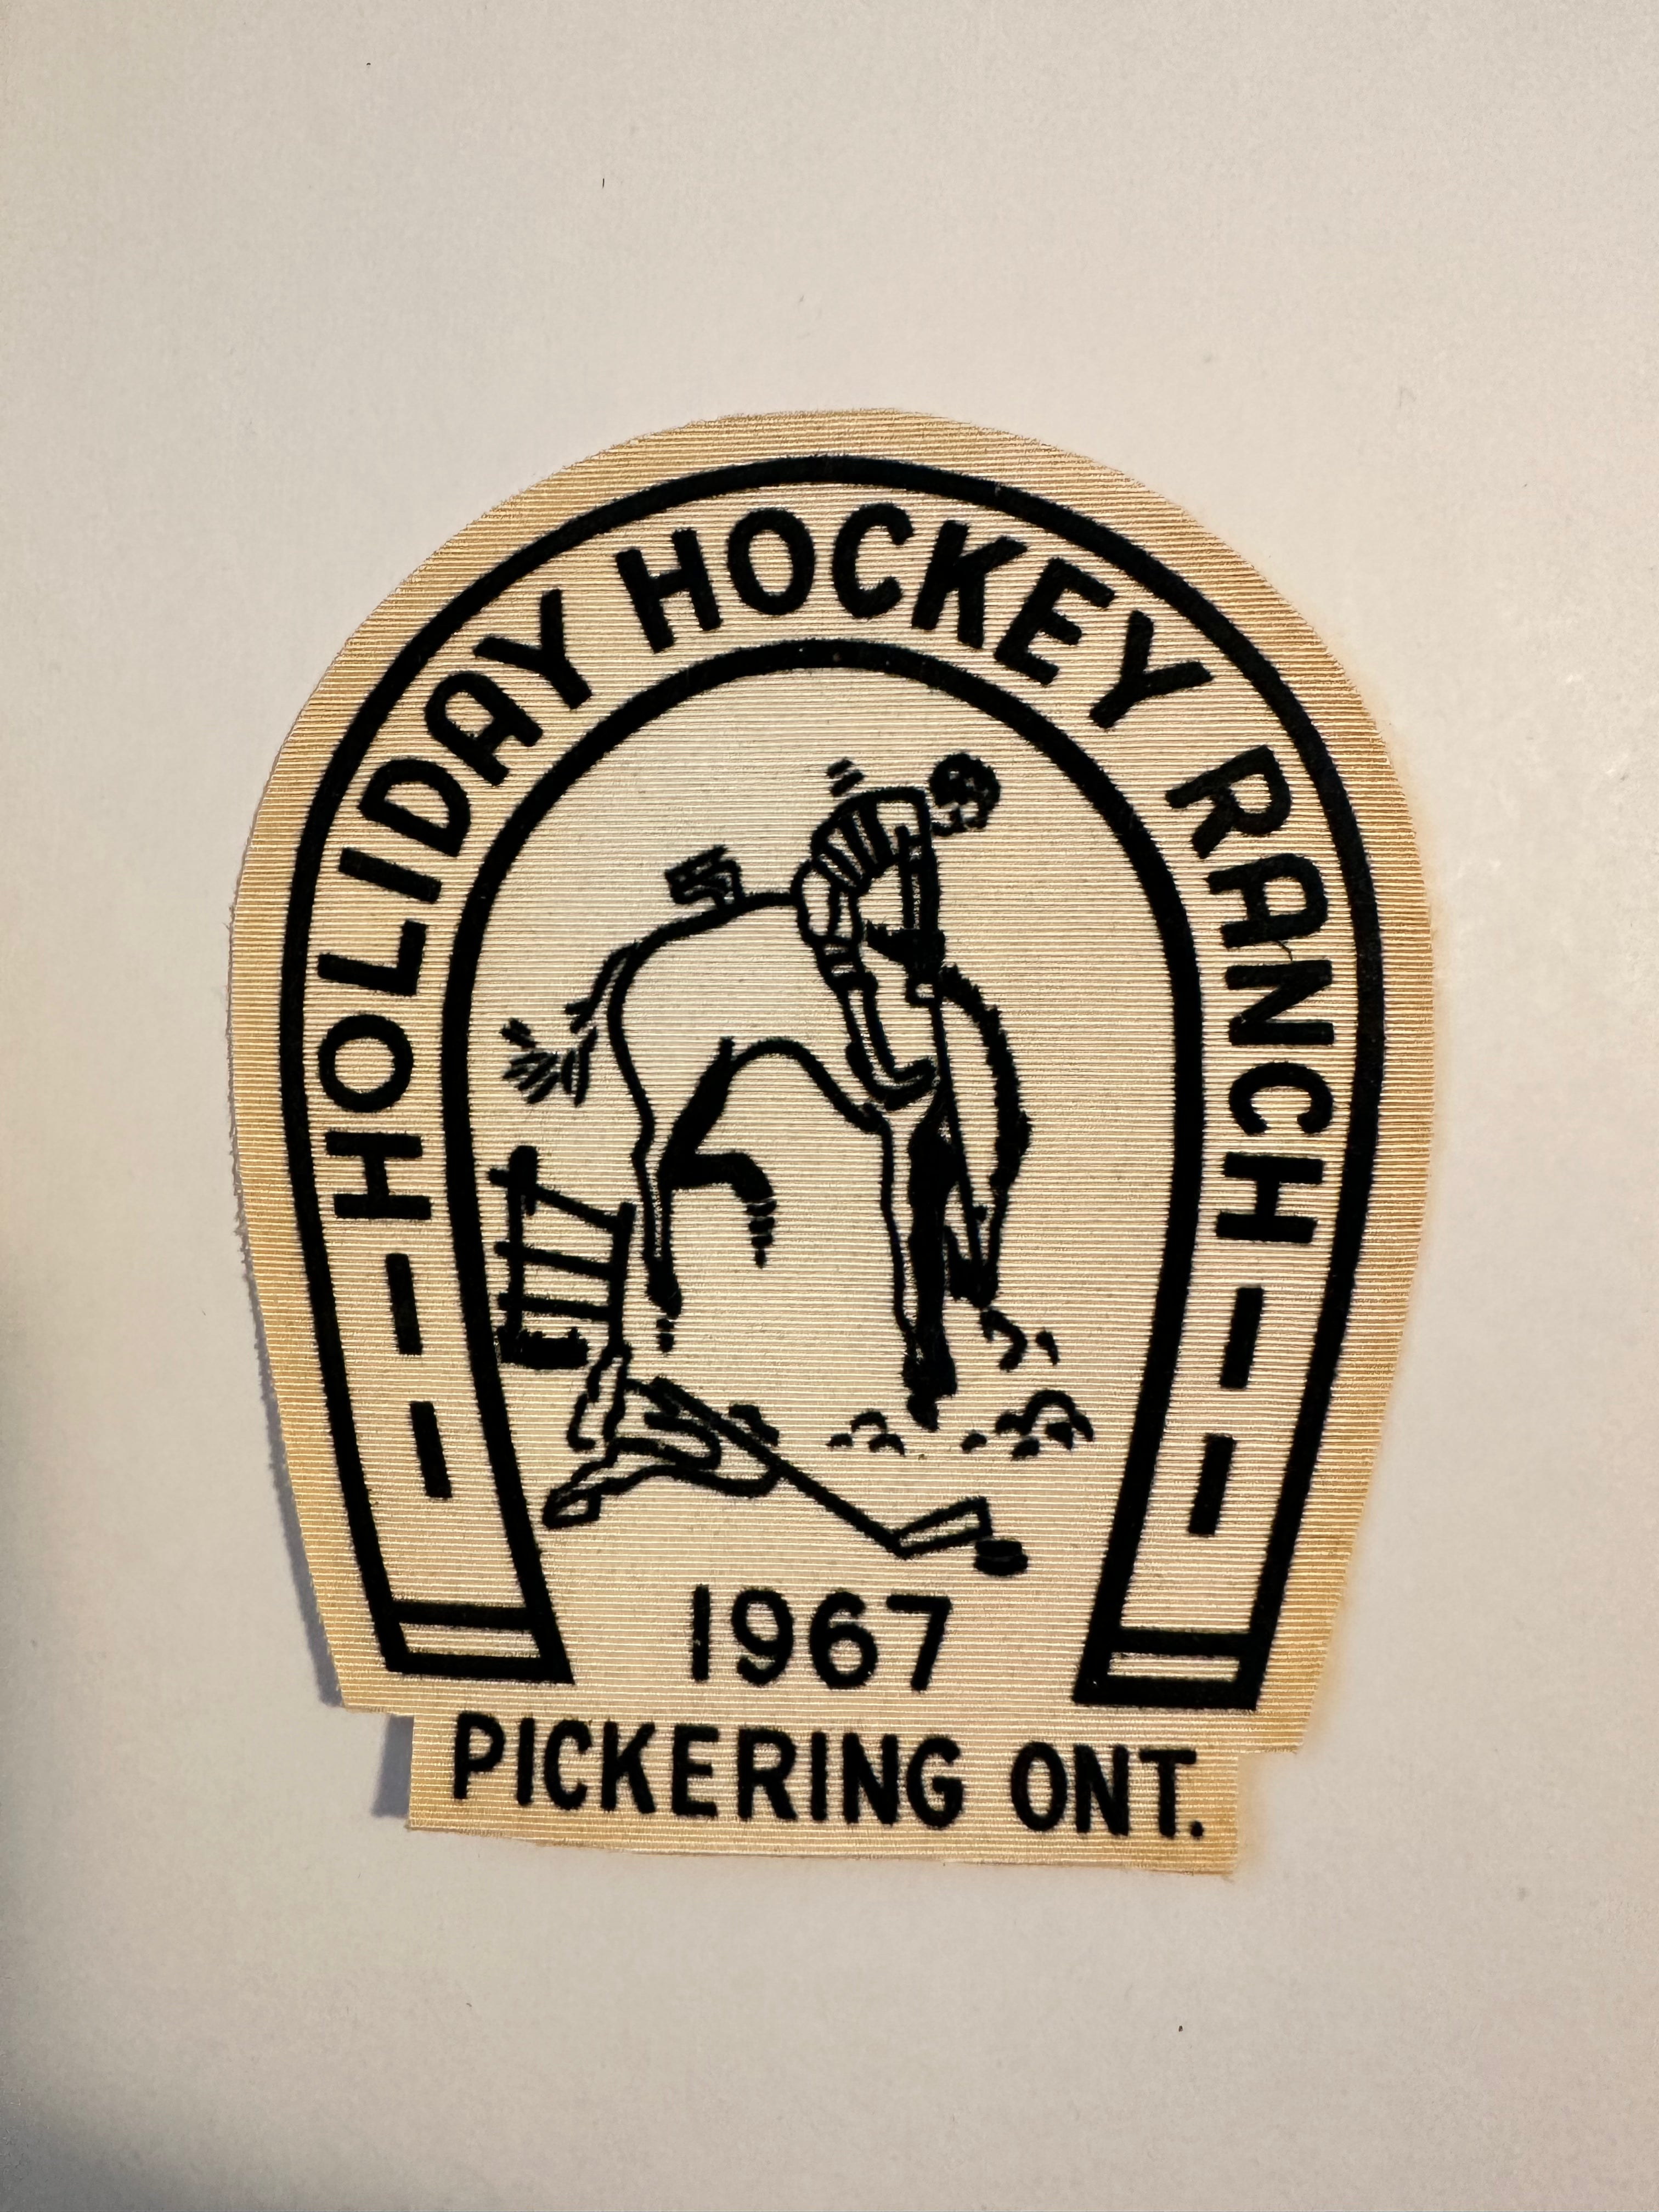 HOLIDAY HOCKEY RANCH
1967
PICKERING ONT.